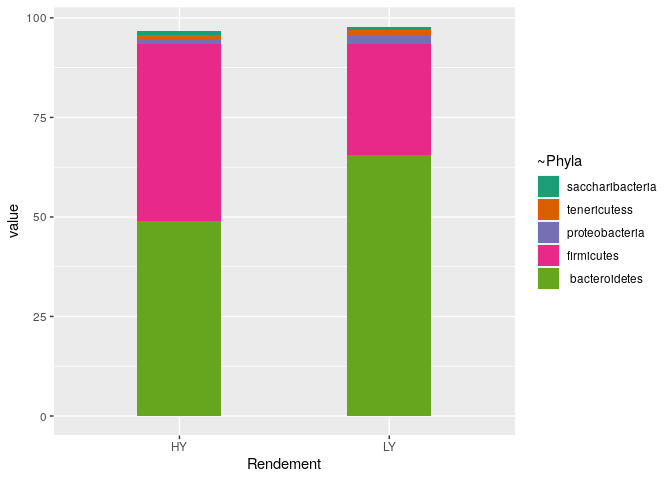 100
75
50
25
0
value
HY
LY
Rendement
~Phyla
saccharibacteria
tenericutess
proteobacteria
firmicutes
bacteroidetes